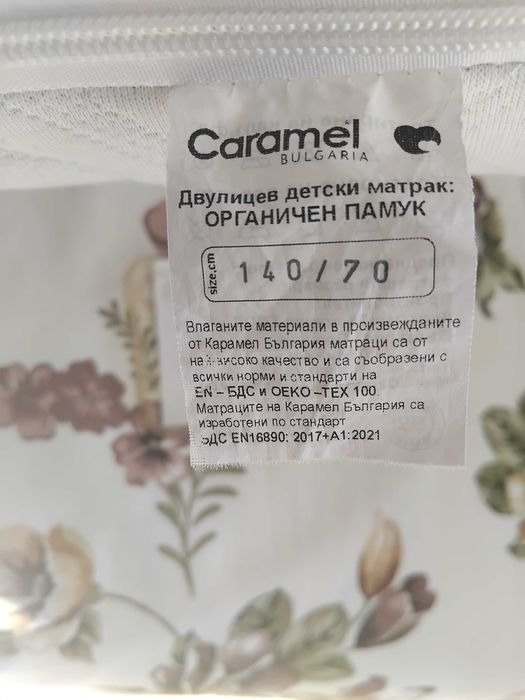 Caramel
BULGARIA
Двулицев детски матрак:
ОРГАНИЧЕН ПАМУК
size,cm
140/70
Влаганите материали в произвежданите
от Карамел България матраци са от
най-високо качество и са съобразени с
всички норми и стандарти на
EN – БДС и OEKO –TEX 100.
Матраците на Карамел България са
изработени по стандарт
БДС EN16890: 2017+A1:2021